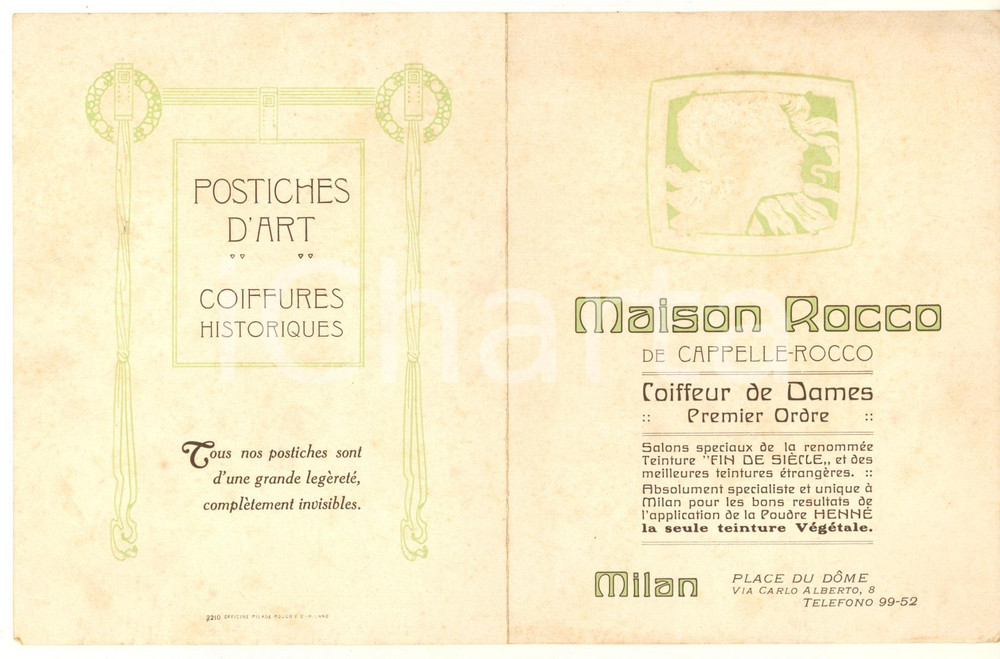 POSTICHES
D'ART
COIFFURES
HISTORIQUES
Tous nos postiches sont
d'une grande legèreté,
complètement invisibles.
2210 OFFICINE
Maison Rocco
DE CAPPELLE-ROCCO
Coiffeur de Dames
:: Premier Ordre ::
Salons speciaux de la renommée
Teinture "FIN DE SIÈCLE„ et des
meilleures teintures étrangères. ::
Absolument specialiste et unique à
Milan pour les bons resultats de
l'application de la Poudre HENNÉ
la seule teinture Végétale.
Milan
PLACE DU DÔME
VIA CARLO ALBERTO, 8
TELEFONO 99-52
iCharta